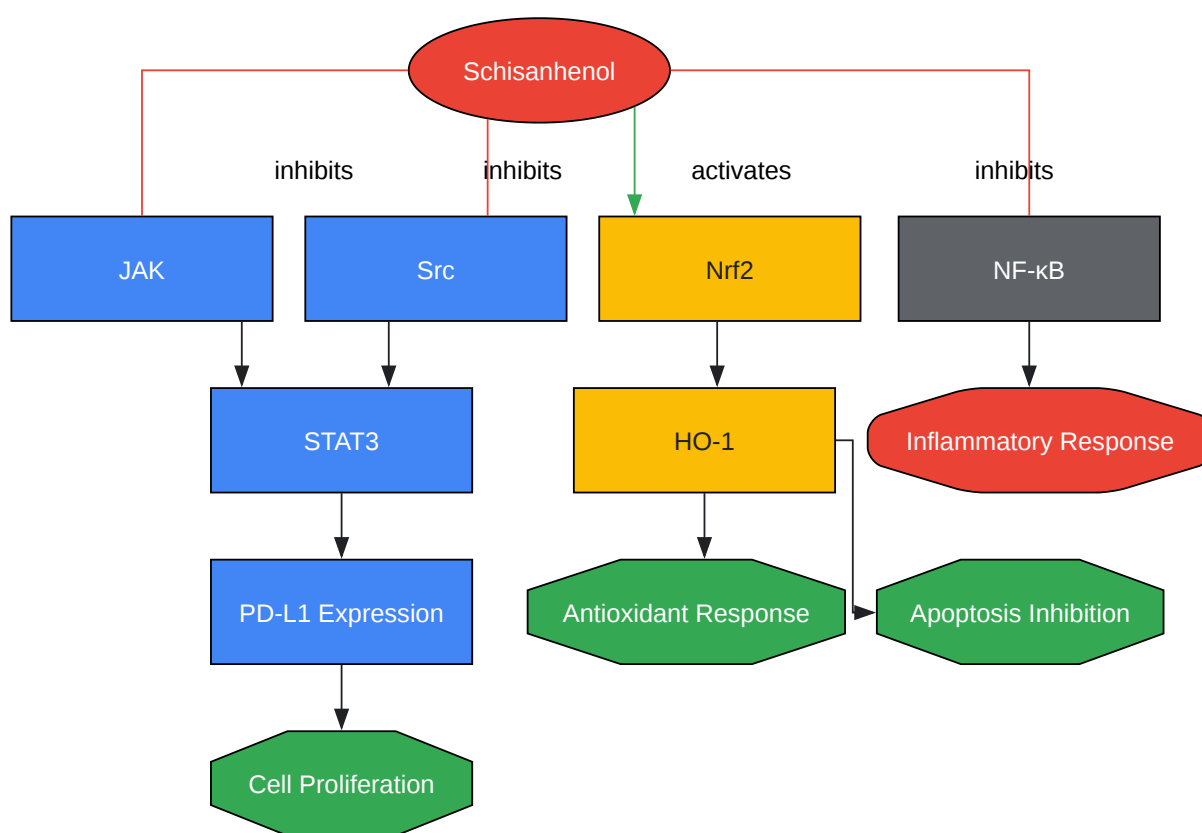 Schisanhenol
inhibits
inhibits
activates
inhibits
JAK
Src
Nrf2
NF-κB
STAT3
HO-1
Inflammatory Response
PD-L1 Expression
Antioxidant Response
Apoptosis Inhibition
Cell Proliferation